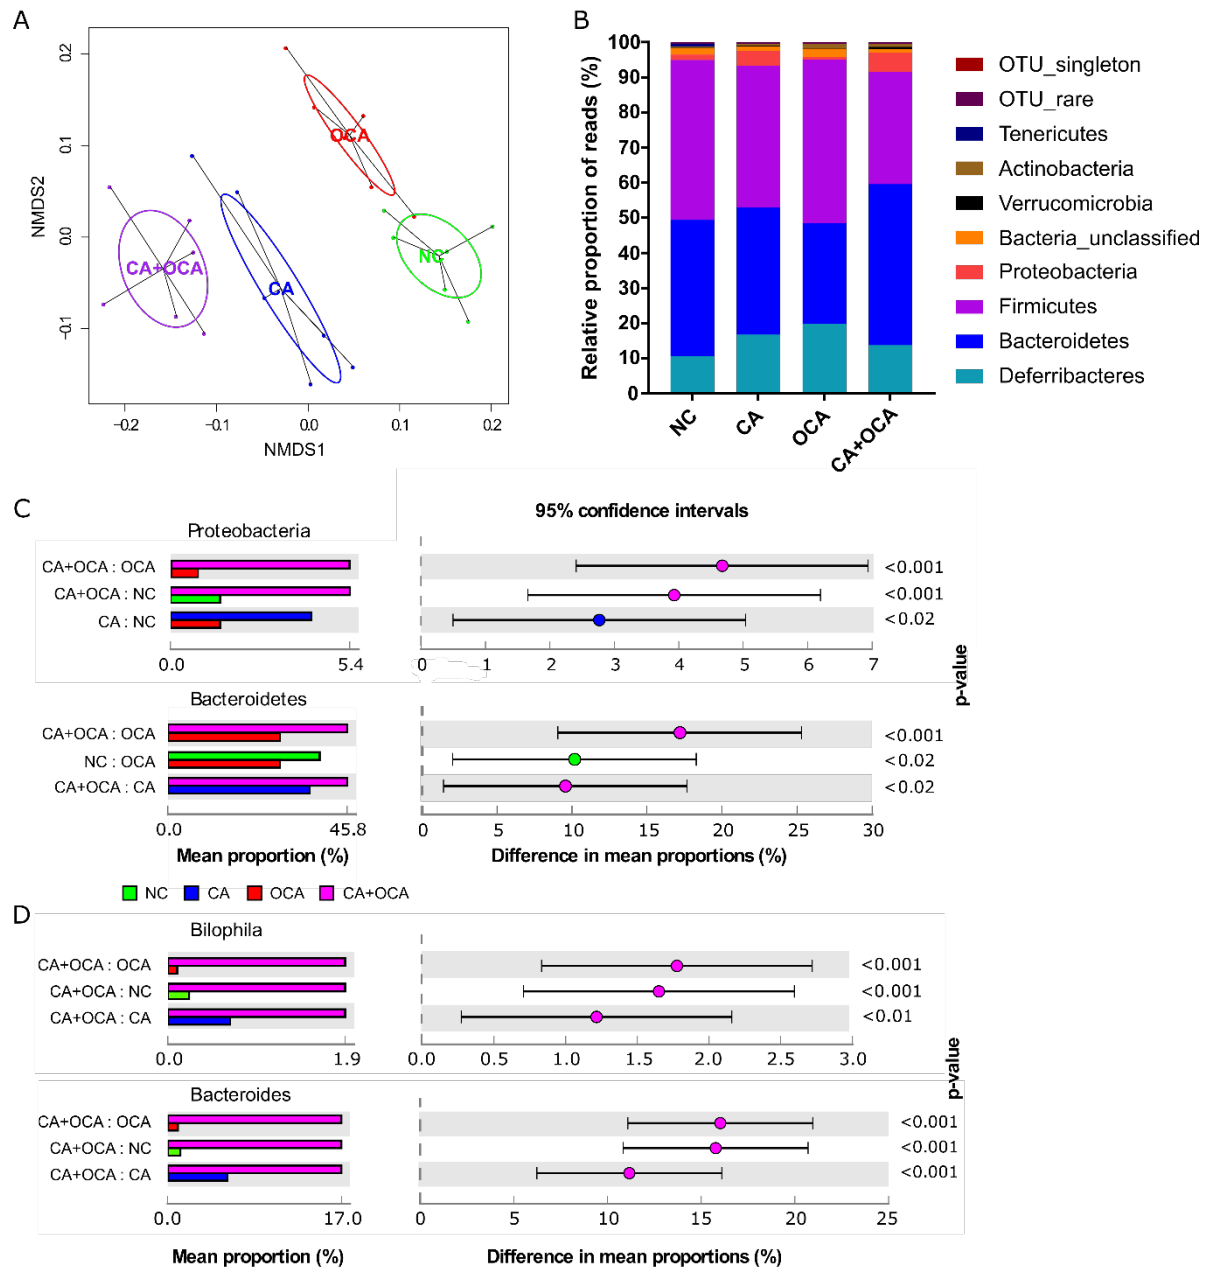 A
0.2
0.1
0.0
−0.1
NMDS2
−0.2
−0.1
0.0
0.1
0.2
NMDS1
OCA
NC
CA+OCA
CA
B
Relative proportion of reads (%)
100
90
80
70
60
50
40
30
20
10
0
NC
CA
OCA
CA+OCA
OTU_singleton
OTU_rare
Tenericutes
Actinobacteria
Verrucomicrobia
Bacteria_unclassified
Proteobacteria
Firmicutes
Bacteroidetes
Deferribacteres
C
95% confidence intervals
Proteobacteria
CA+OCA : OCA
<0.001
CA+OCA : NC
<0.001
CA : NC
<0.02
0.0 5.4
0 1 2 3 4 5 6 7
p-value
Bacteroidetes
CA+OCA : OCA
<0.001
NC : OCA
<0.02
CA+OCA : CA
<0.02
0.0 45.8
0 10 15 20 25 30
Mean proportion (%)
Difference in mean proportions (%)
NC CA OCA CA+OCA
D
Bilophila
CA+OCA : OCA
<0.001
CA+OCA : NC
<0.001
CA+OCA : CA
<0.01
0.0 1.9
0.0 0.5 1.0 1.5 2.0 2.5 3.0
p-value
Bacteroides
CA+OCA : OCA
<0.001
CA+OCA : NC
<0.001
CA+OCA : CA
<0.001
0.0 17.0
0 5 10 15 20 25
Mean proportion (%)
Difference in mean proportions (%)